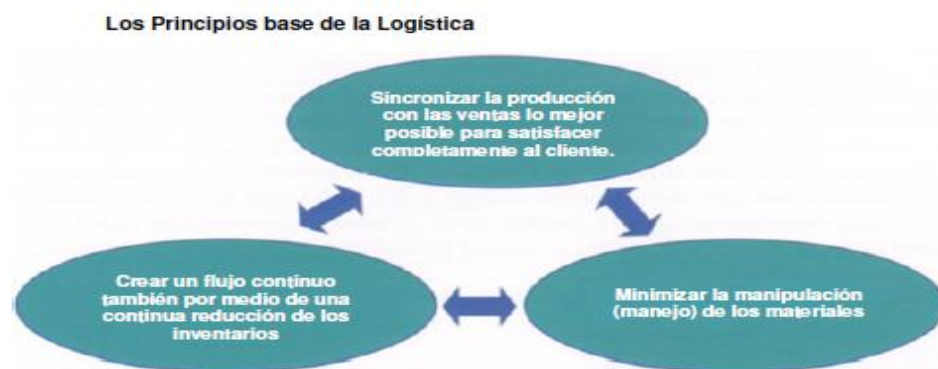 Los Principios base de la Logística
Sincronizar la producción
con las ventas lo mejor
posible para satisfacer
completamente al cliente.
Crear un flujo continuo
también por medio de una
continua reducción de los
inventarios
Minimizar la manipulación
(manejo) de los materiales